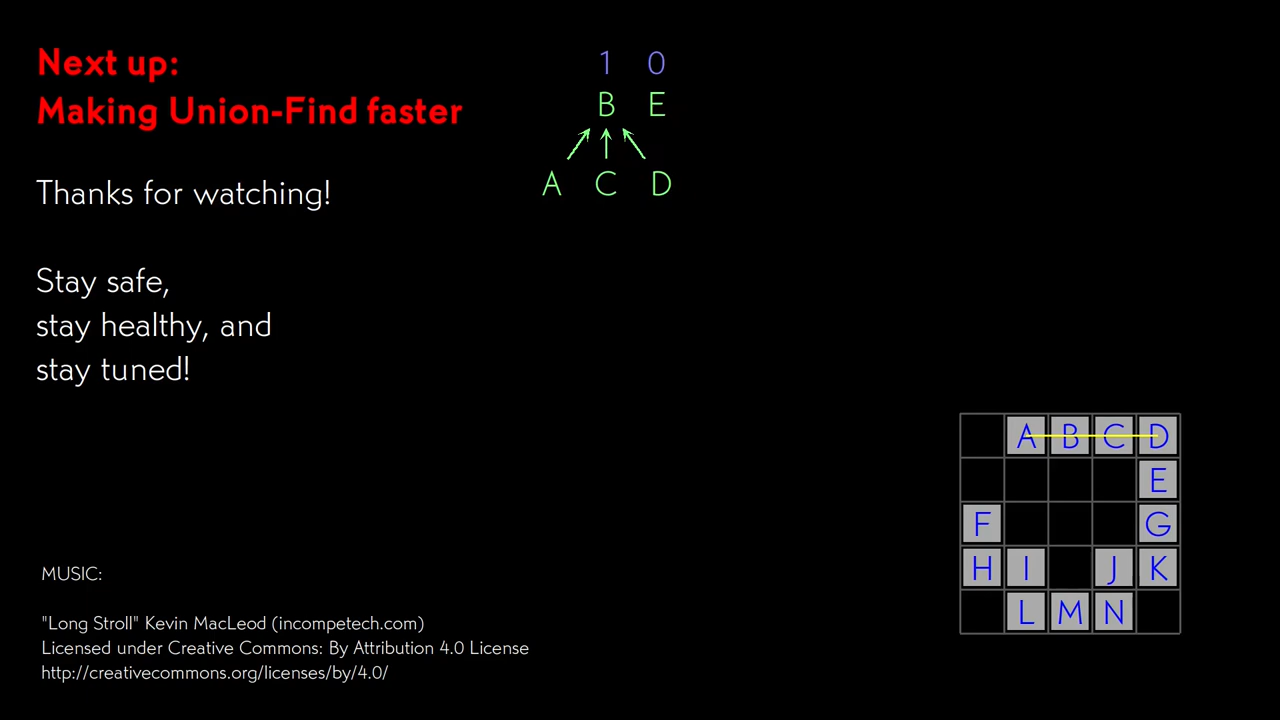 Next up:
Making Union-Find faster
Thanks for watching!
Stay safe,
stay healthy, and
stay tuned!
MUSIC:
"Long Stroll" Kevin MacLeod (incompetech.com)
Licensed under Creative Commons: By Attribution 4.0 License
http://creativecommons.org/licenses/by/4.0/
1 0
B E
A C D
A B C D
E
F G
H I J K
L M N